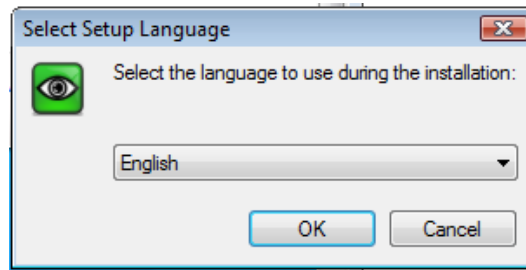 Select Setup Language
Select the language to use during the installation:
English
OK
Cancel